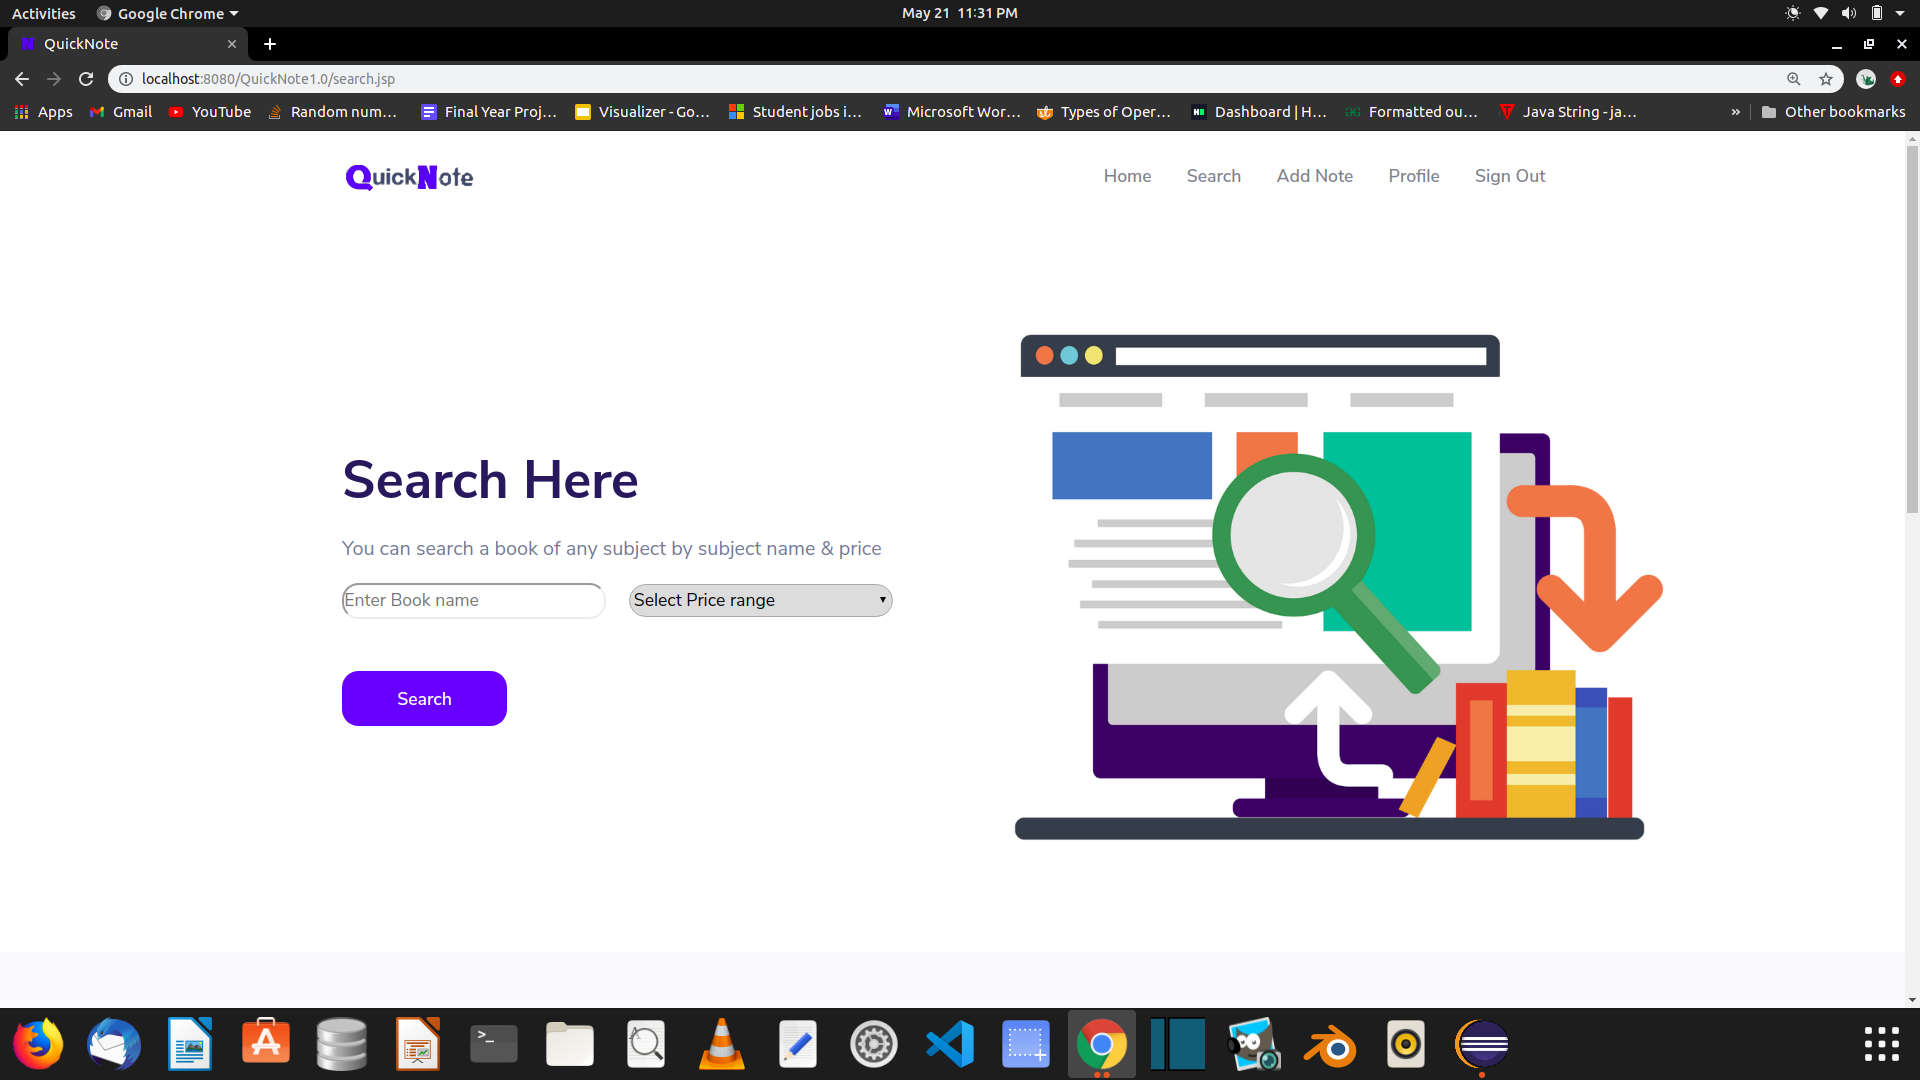 Activities Google Chrome May 21 11:31 PM
QuickNote
localhost:8080/QuickNote1.0/search.jsp
Apps Gmail YouTube Random num... Final Year Proj... Visualizer - Go... Student jobs i... Microsoft Wor... Types of Oper... Dashboard | H... Formatted ou... Java String - ja... » Other bookmarks
QuickNote Home Search Add Note Profile Sign Out
Search Here
You can search a book of any subject by subject name & price
Enter Book name Select Price range
Search